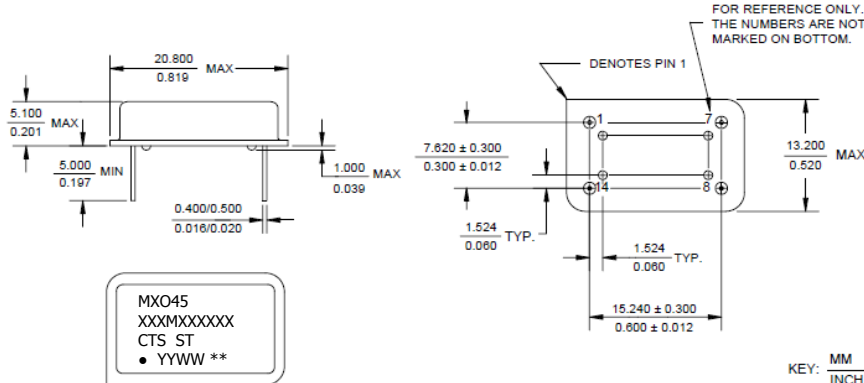 FOR REFERENCE ONLY.
THE NUMBERS ARE NOT
MARKED ON BOTTOM.
DENOTES PIN 1
20.800
0.819
MAX
5.100
0.201
MAX
5.000
0.197
MIN
1.000
0.039
MAX
0.400/0.500
0.016/0.020
1
7
14
8
7.620 ± 0.300
0.300 ± 0.012
13.200
0.520
MAX
1.524
0.060
TYP.
1.524
0.060
TYP.
15.240 ± 0.300
0.600 ± 0.012
MXO45
XXXMXXXXXX
CTS ST
• YYWW **
KEY:
MM
INCH